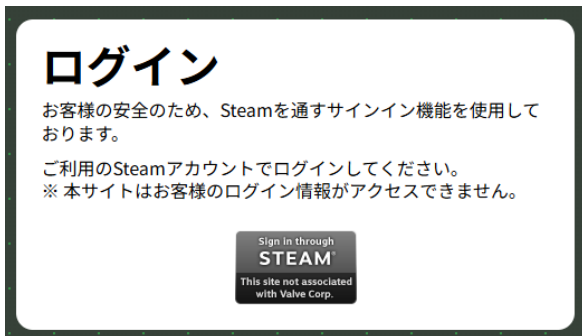 ログイン
お客様の安全のため、Steamを通すサインイン機能を使用して
おります。
ご利用のSteamアカウントでログインしてください。
※ 本サイトはお客様のログイン情報がアクセスできません。
Sign in through
STEAM®
This site not associated
with Valve Corp.